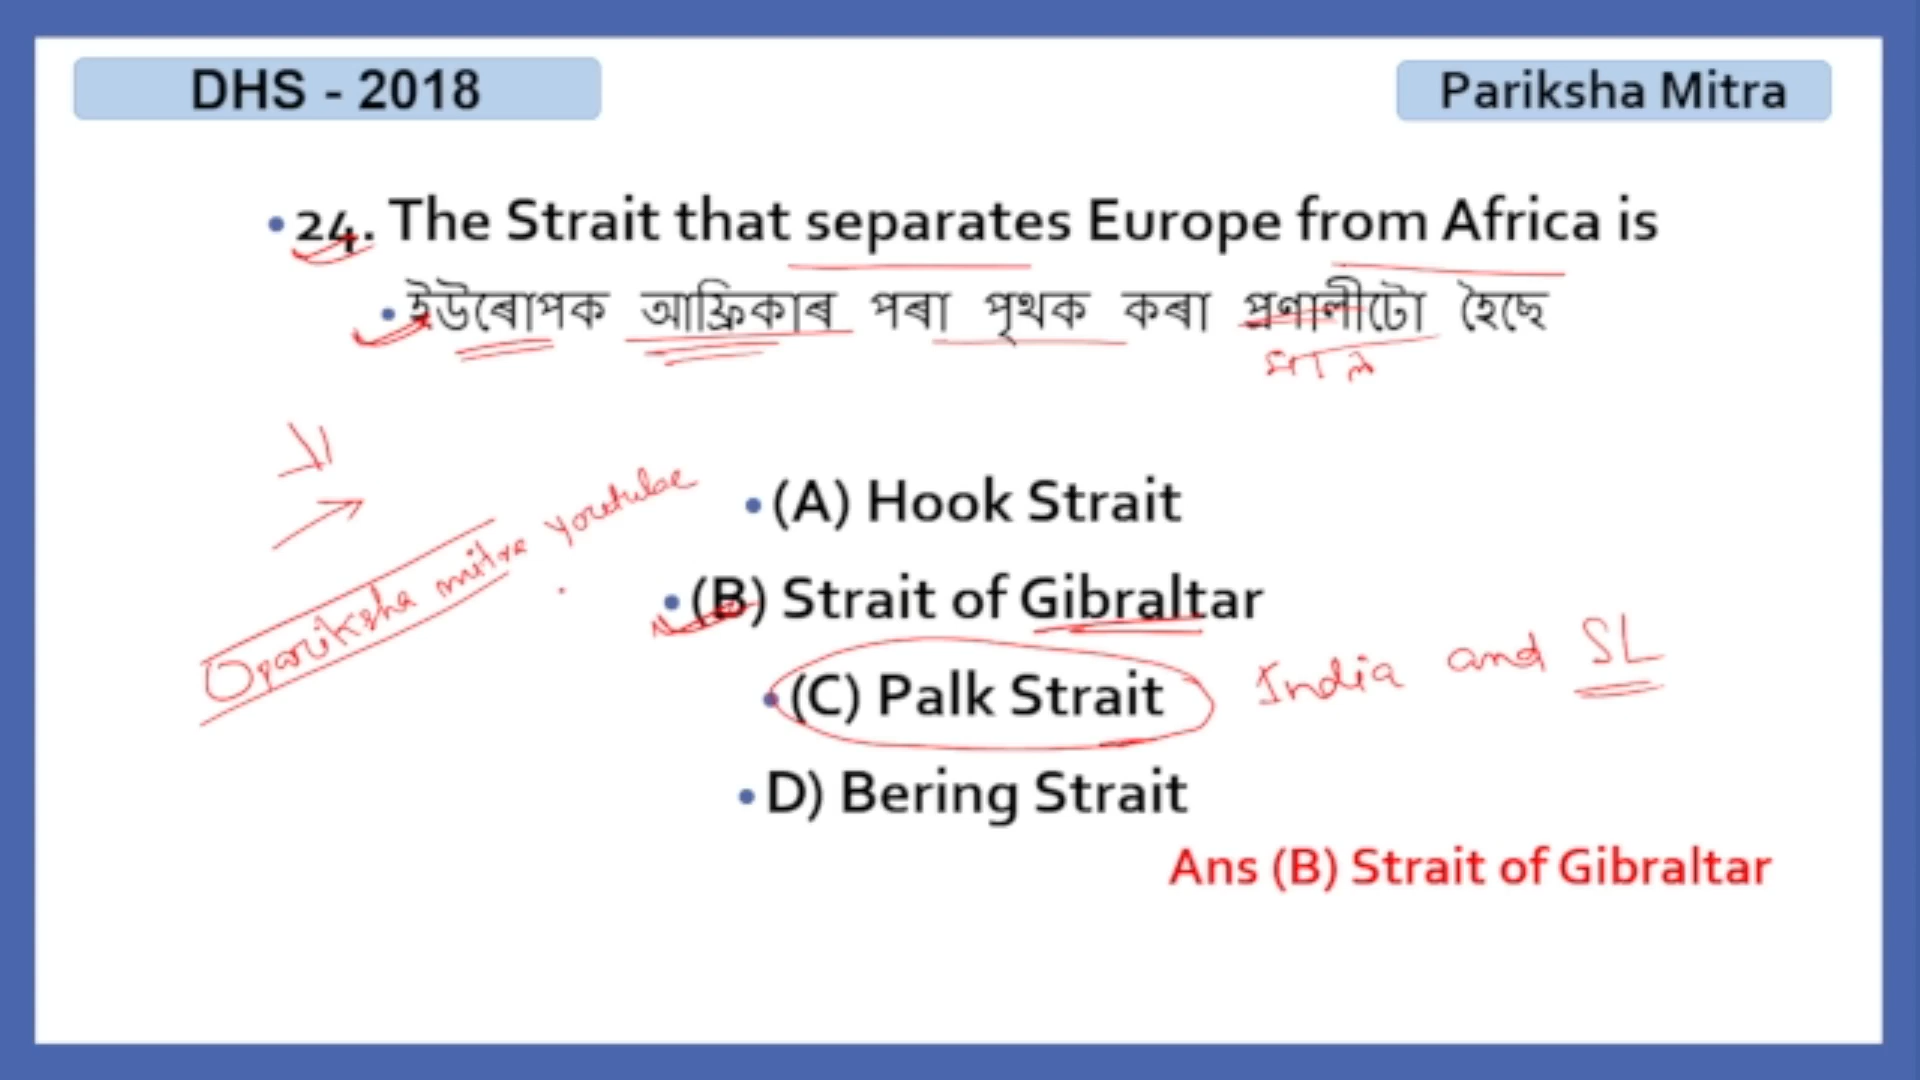 DHS - 2018
Pariksha Mitra
• 24. The Strait that separates Europe from Africa is
• ইউৰোপক আফ্ৰিকাৰ পৰা পৃথক কৰা প্ৰণালীটো হৈছে
• (A) Hook Strait
pariksha mitra youtube
• (B) Strait of Gibraltar
• (C) Palk Strait India and SL
• D) Bering Strait
Ans (B) Strait of Gibraltar